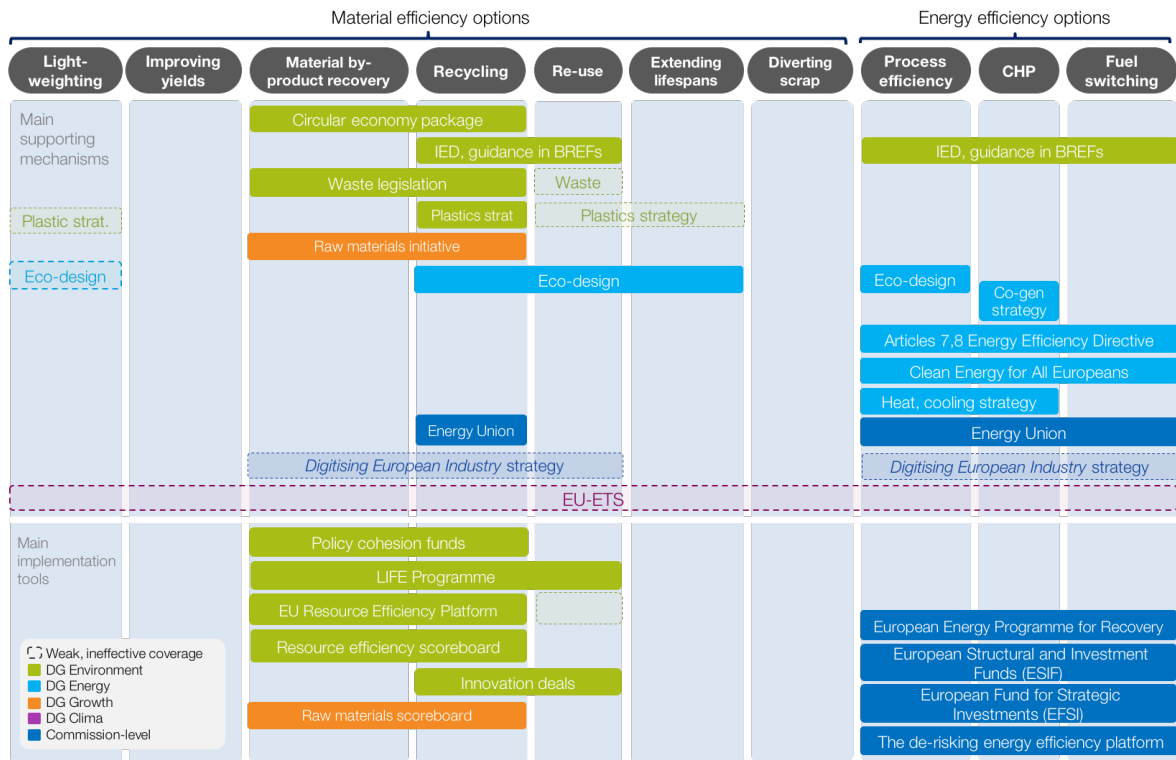 Material efficiency options
Energy efficiency options
Light-
weighting
Improving
yields
Material by-
product recovery
Recycling
Re-use
Extending
lifespans
Diverting
scrap
Process
efficiency
CHP
Fuel
switching
Main
supporting
mechanisms
Circular economy package
IED, guidance in BREFs
IED, guidance in BREFs
Waste legislation
Waste
Plastic strat.
Plastics strat
Plastics strategy
Raw materials initiative
Eco-design
Eco-design
Eco-design
Co-gen
strategy
Articles 7,8 Energy Efficiency Directive
Clean Energy for All Europeans
Heat, cooling strategy
Energy Union
Energy Union
Digitising European Industry strategy
Digitising European Industry strategy
EU-ETS
Main
implementation
tools
Policy cohesion funds
LIFE Programme
EU Resource Efficiency Platform
Resource efficiency scoreboard
Innovation deals
Raw materials scoreboard
European Energy Programme for Recovery
European Structural and Investment
Funds (ESIF)
European Fund for Strategic
Investments (EFSI)
The de-risking energy efficiency platform
Weak, ineffective coverage
DG Environment
DG Energy
DG Growth
DG Clima
Commission-level